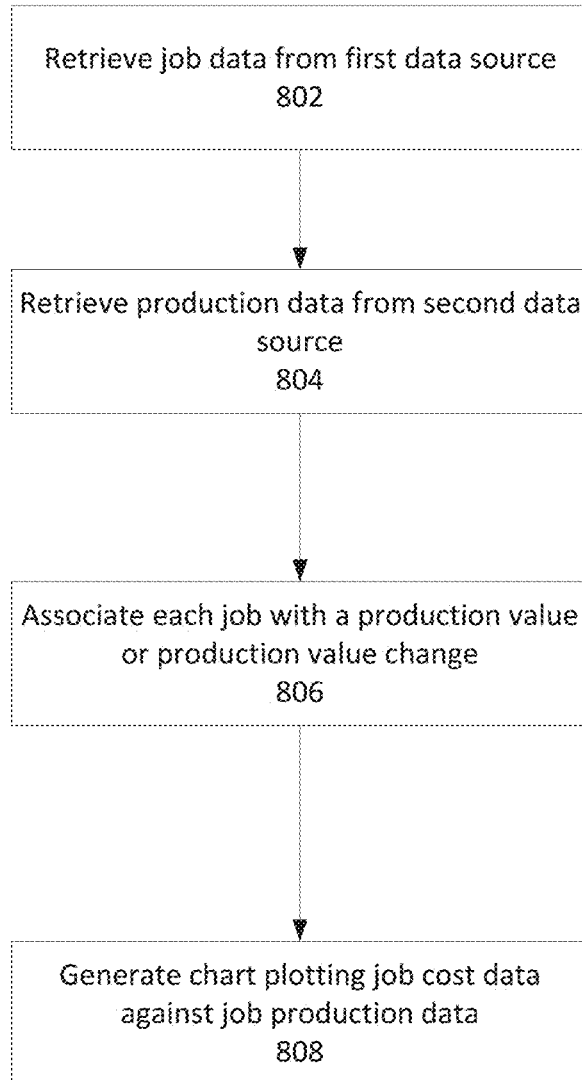 Retrieve job data from first data source
802
Retrieve production data from second data
source
804
Associate each job with a production value
or production value change
806
Generate chart plotting job cost data
against job production data
808